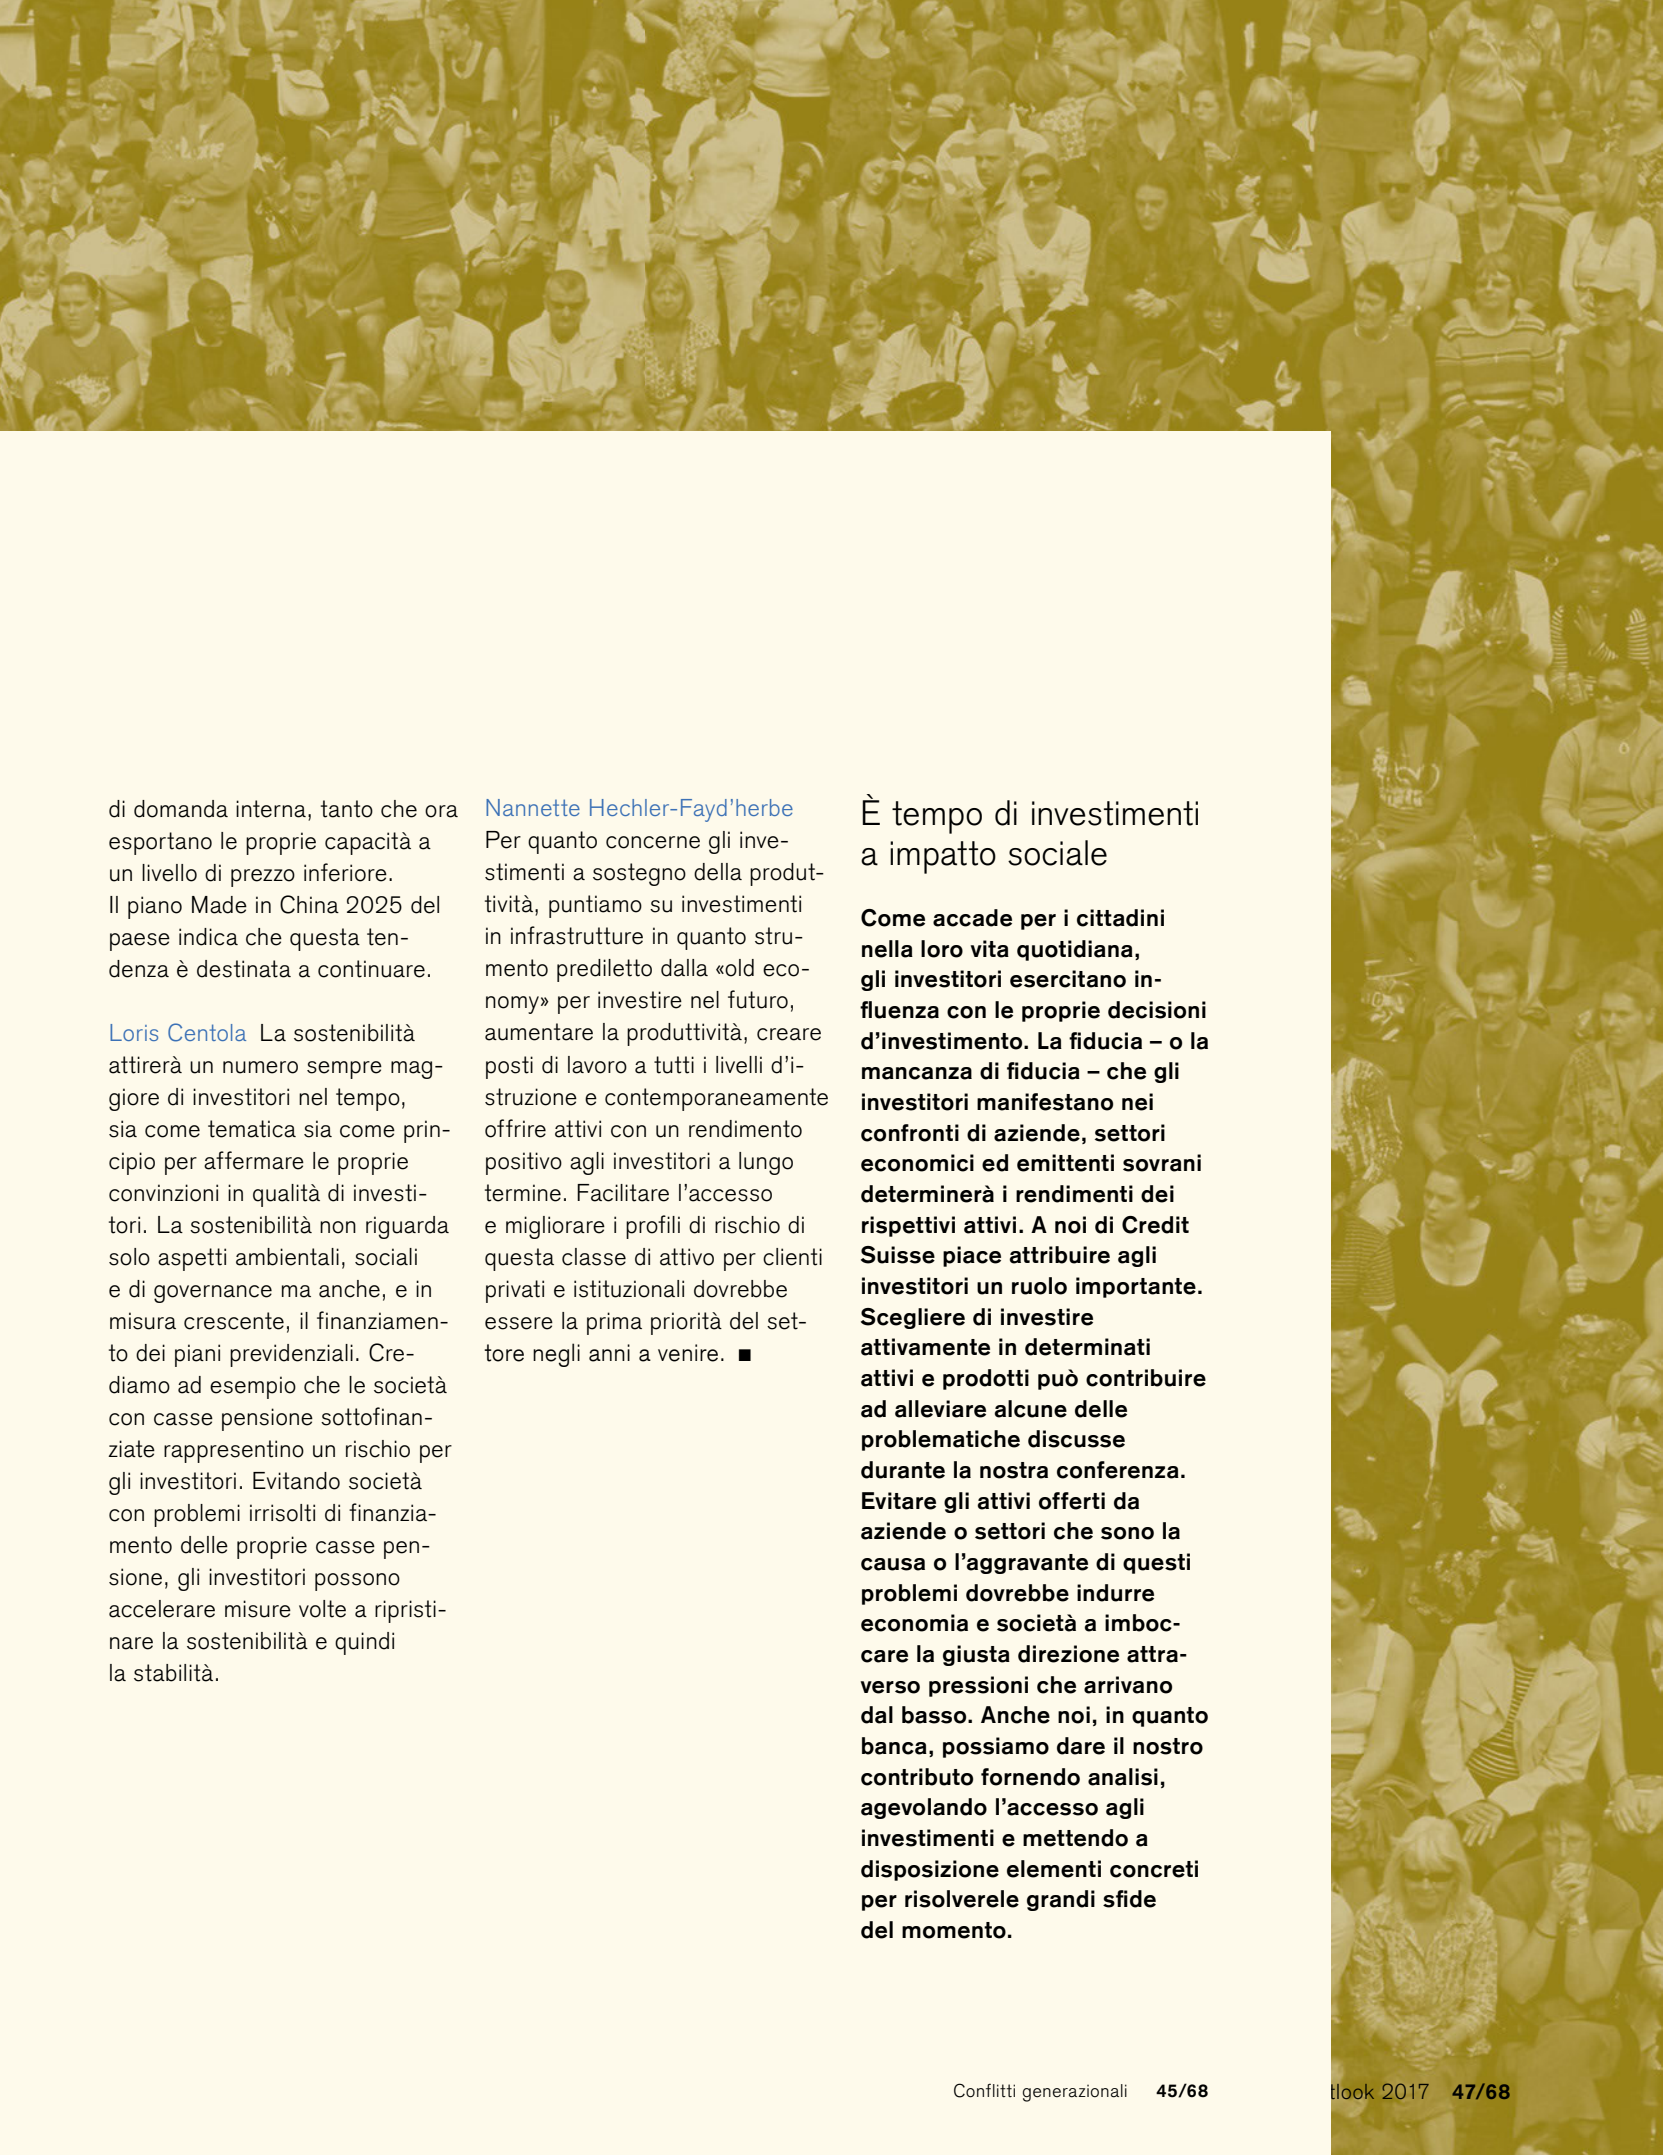 di domanda interna, tanto che ora
esportano le proprie capacità a
un livello di prezzo inferiore.
Il piano Made in China 2025 del
paese indica che questa ten-
denza è destinata a continuare.
Loris Centola La sostenibilità
attirerà un numero sempre mag-
giore di investitori nel tempo,
sia come tematica sia come prin-
cipio per affermare le proprie
convinzioni in qualità di investi-
tori. La sostenibilità non riguarda
solo aspetti ambientali, sociali
e di governance ma anche, e in
misura crescente, il finanziamen-
to dei piani previdenziali. Cre-
diamo ad esempio che le società
con casse pensione sottofinan-
ziate rappresentino un rischio per
gli investitori. Evitando società
con problemi irrisolti di finanzia-
mento delle proprie casse pen-
sione, gli investitori possono
accelerare misure volte a ripristi-
nare la sostenibilità e quindi
la stabilità.
Nannette Hechler-Fayd’herbe
Per quanto concerne gli inve-
stimenti a sostegno della produt-
tività, puntiamo su investimenti
in infrastrutture in quanto stru-
mento prediletto dalla «old eco-
nomy» per investire nel futuro,
aumentare la produttività, creare
posti di lavoro a tutti i livelli d’i-
struzione e contemporaneamente
offrire attivi con un rendimento
positivo agli investitori a lungo
termine. Facilitare l’accesso
e migliorare i profili di rischio di
questa classe di attivo per clienti
privati e istituzionali dovrebbe
essere la prima priorità del set-
tore negli anni a venire. ■
È tempo di investimenti
a impatto sociale
Come accade per i cittadini
nella loro vita quotidiana,
gli investitori esercitano in-
fluenza con le proprie decisioni
d’investimento. La fiducia – o la
mancanza di fiducia – che gli
investitori manifestano nei
confronti di aziende, settori
economici ed emittenti sovrani
determinerà i rendimenti dei
rispettivi attivi. A noi di Credit
Suisse piace attribuire agli
investitori un ruolo importante.
Scegliere di investire
attivamente in determinati
attivi e prodotti può contribuire
ad alleviare alcune delle
problematiche discusse
durante la nostra conferenza.
Evitare gli attivi offerti da
aziende o settori che sono la
causa o l’aggravante di questi
problemi dovrebbe indurre
economia e società a imboc-
care la giusta direzione attra-
verso pressioni che arrivano
dal basso. Anche noi, in quanto
banca, possiamo dare il nostro
contributo fornendo analisi,
agevolando l’accesso agli
investimenti e mettendo a
disposizione elementi concreti
per risolverele grandi sfide
del momento.
Conflitti generazionali 45/68
tlook 2017 47/68